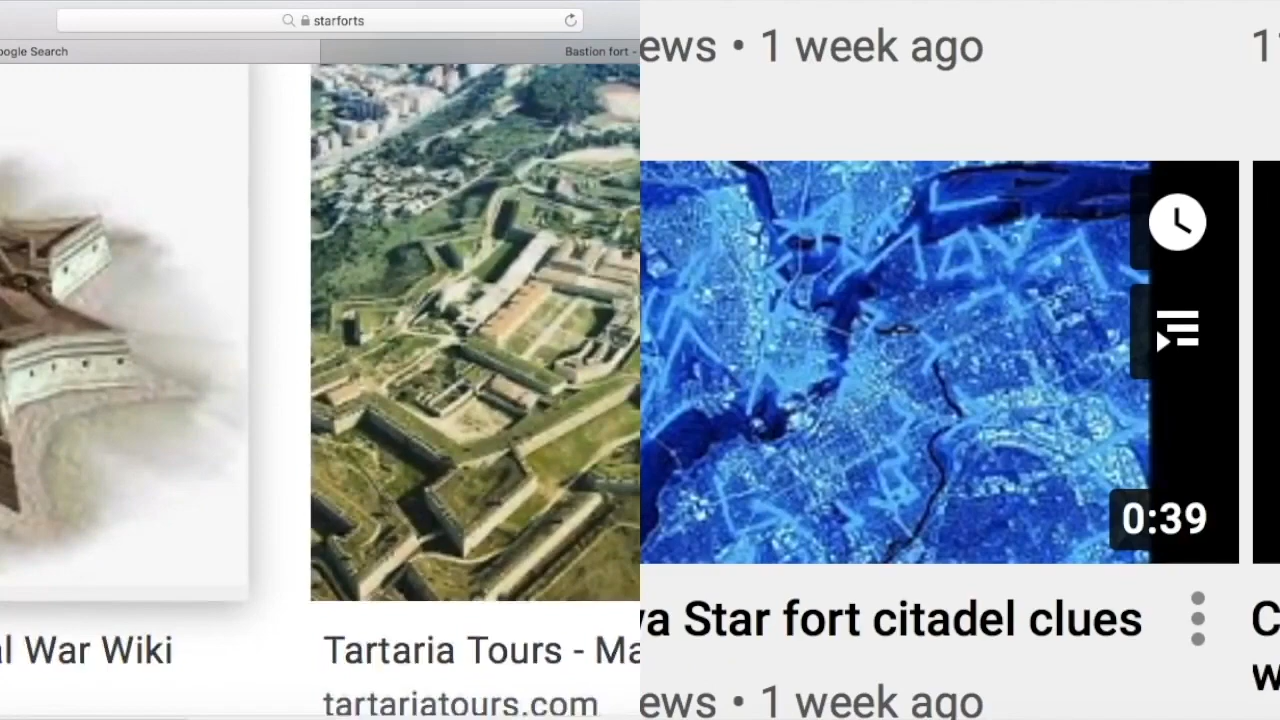 starforts
oogle Search
Bastion fort -
ews • 1 week ago
0:39
l War Wiki
Tartaria Tours - Ma
tartariatours.com
a Star fort citadel clues
ews • 1 week ago